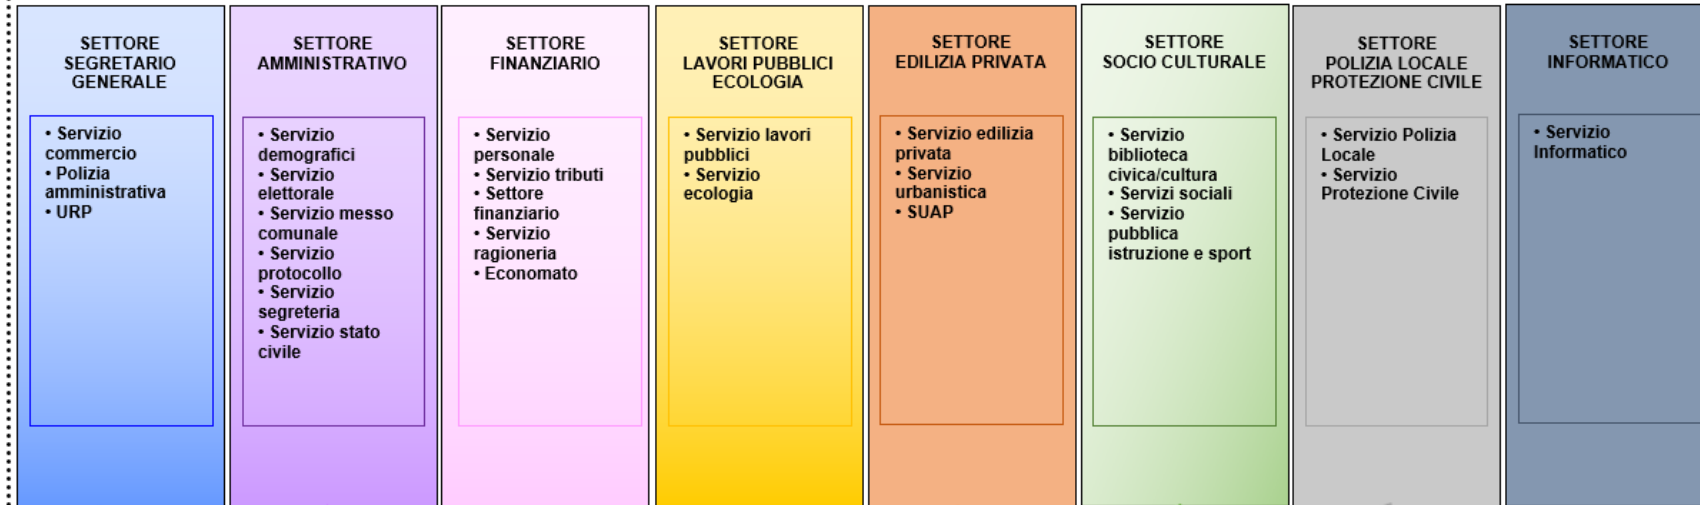 SETTORE
SEGRETARIO
GENERALE
• Servizio
commercio
• Polizia
amministrativa
• URP
SETTORE
AMMINISTRATIVO
• Servizio
demografici
• Servizio
elettorale
• Servizio messo
comunale
• Servizio
protocollo
• Servizio
segreteria
• Servizio stato
civile
SETTORE
FINANZIARIO
• Servizio
personale
• Servizio tributi
• Settore
finanziario
• Servizio
ragioneria
• Economato
SETTORE
LAVORI PUBBLICI
ECOLOGIA
• Servizio lavori
pubblici
• Servizio
ecologia
SETTORE
EDILIZIA PRIVATA
• Servizio edilizia
privata
• Servizio
urbanistica
• SUAP
SETTORE
SOCIO CULTURALE
• Servizio
biblioteca
civica/cultura
• Servizi sociali
• Servizio
pubblica
istruzione e sport
SETTORE
POLIZIA LOCALE
PROTEZIONE CIVILE
• Servizio Polizia
Locale
• Servizio
Protezione Civile
SETTORE
INFORMATICO
• Servizio
Informatico